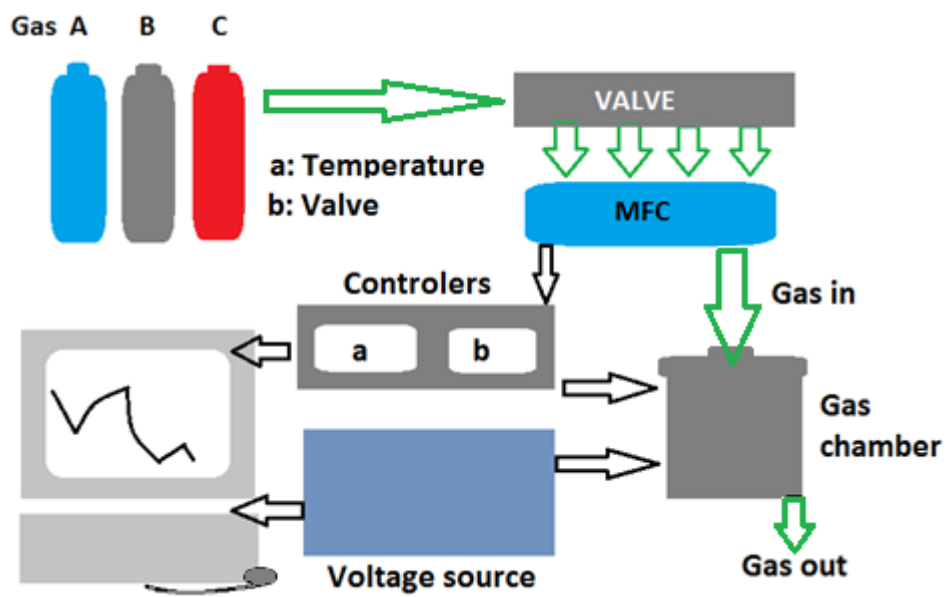 Gas A B C
VALVE
a: Temperature
b: Valve
MFC
Controlers
Gas in
a b
Gas
chamber
Voltage source
Gas out